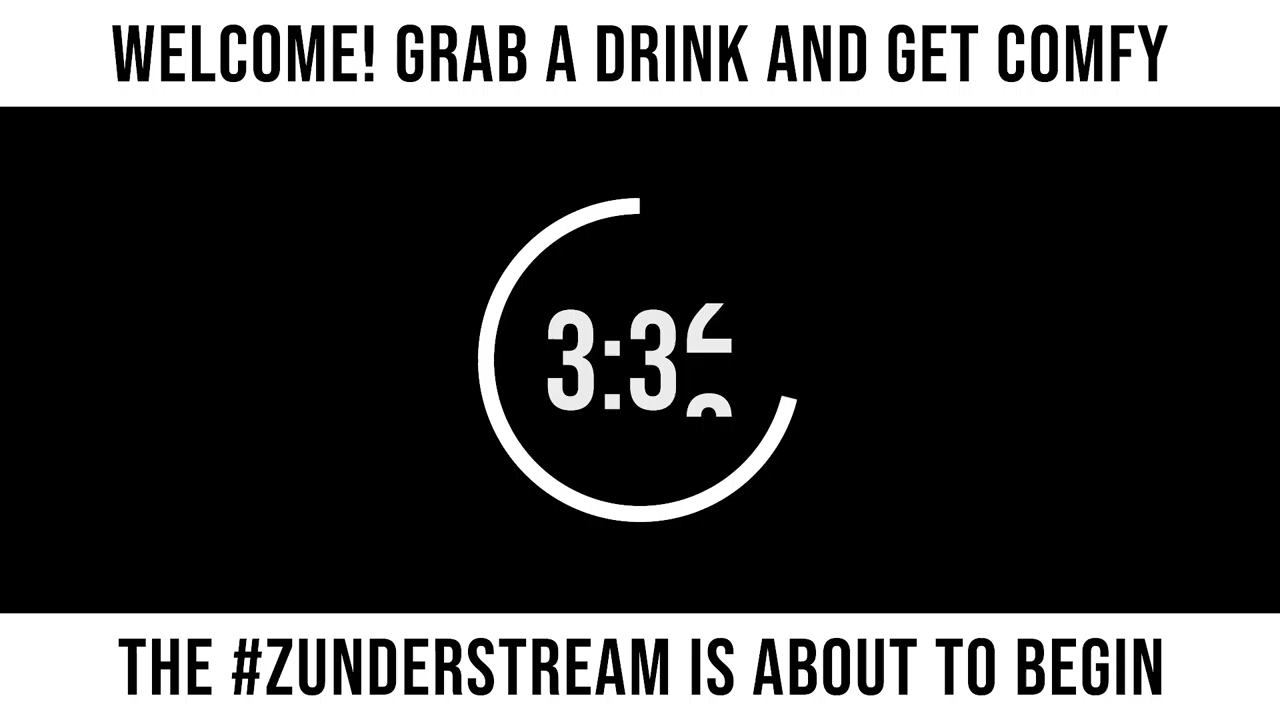 WELCOME! GRAB A DRINK AND GET COMFY
3:3
THE #ZUNDERSTREAM IS ABOUT TO BEGIN